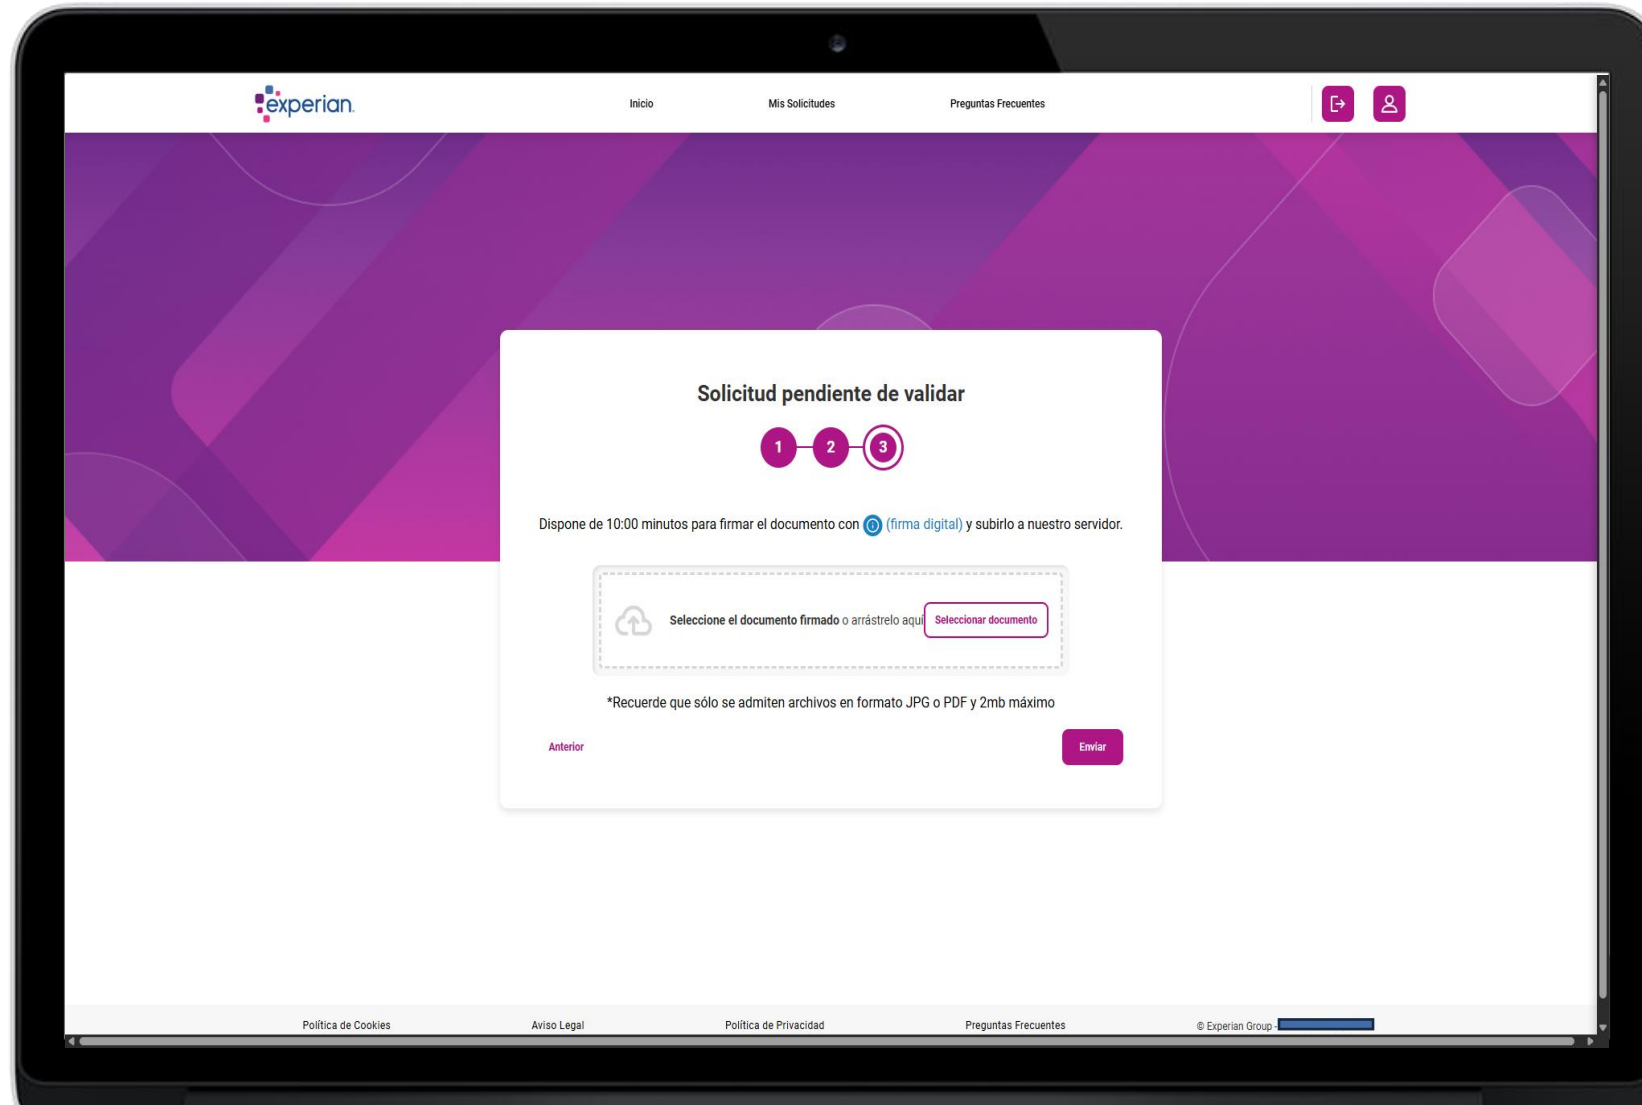 experian.
Inicio
Mis Solicitudes
Preguntas Frecuentes
Solicitud pendiente de validar
1
2
3
Dispone de 10:00 minutos para firmar el documento con (firma digital) y subirlo a nuestro servidor.
Seleccione el documento firmado o arrástrelo aquí
Seleccionar documento
*Recuerde que sólo se admiten archivos en formato JPG o PDF y 2mb máximo
Anterior
Enviar
Política de Cookies
Aviso Legal
Política de Privacidad
Preguntas Frecuentes
© Experian Group -